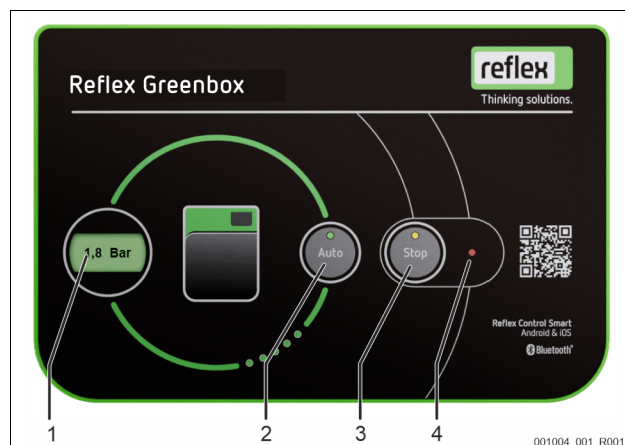 Reflex Greenbox
reflex
Thinking solutions.
1,8 Bar
Auto
Stop
Reflex Control Smart
Android & iOS
Bluetooth®
1
2
3
4
001004_001_R001